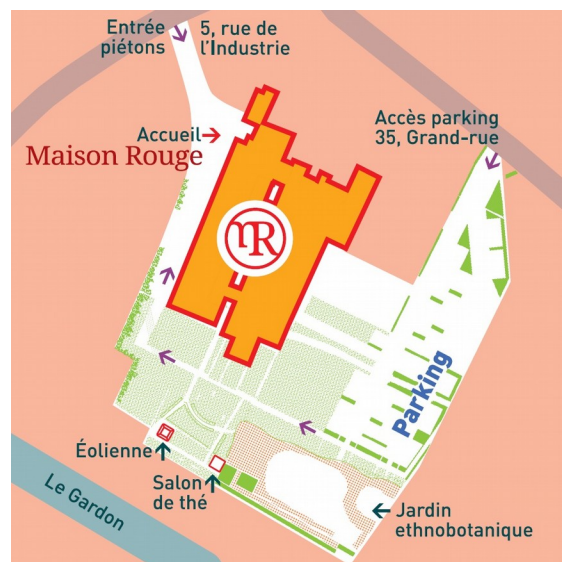 Entrée
piétons
5, rue de
l'Industrie
Accueil
Maison Rouge
Accès parking
35, Grand-rue
mR
Parking
Éolienne
Salon
de thé
Le Gardon
Jardin
ethnobotanique